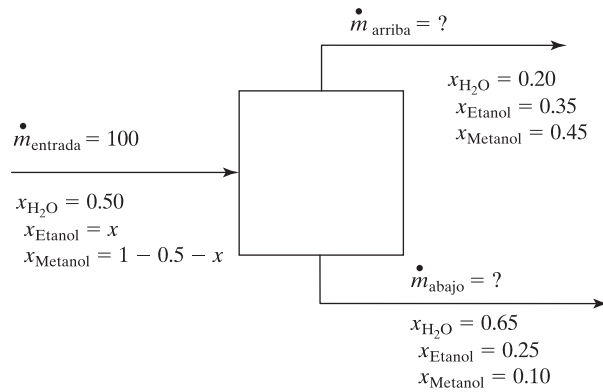 ṁ arriba = ?
xH₂O = 0.20
xEtanol = 0.35
xMetanol = 0.45
ṁentrada = 100
xH₂O = 0.50
xEtanol = x
xMetanol = 1 − 0.5 − x
ṁabajo = ?
xH₂O = 0.65
xEtanol = 0.25
xMetanol = 0.10